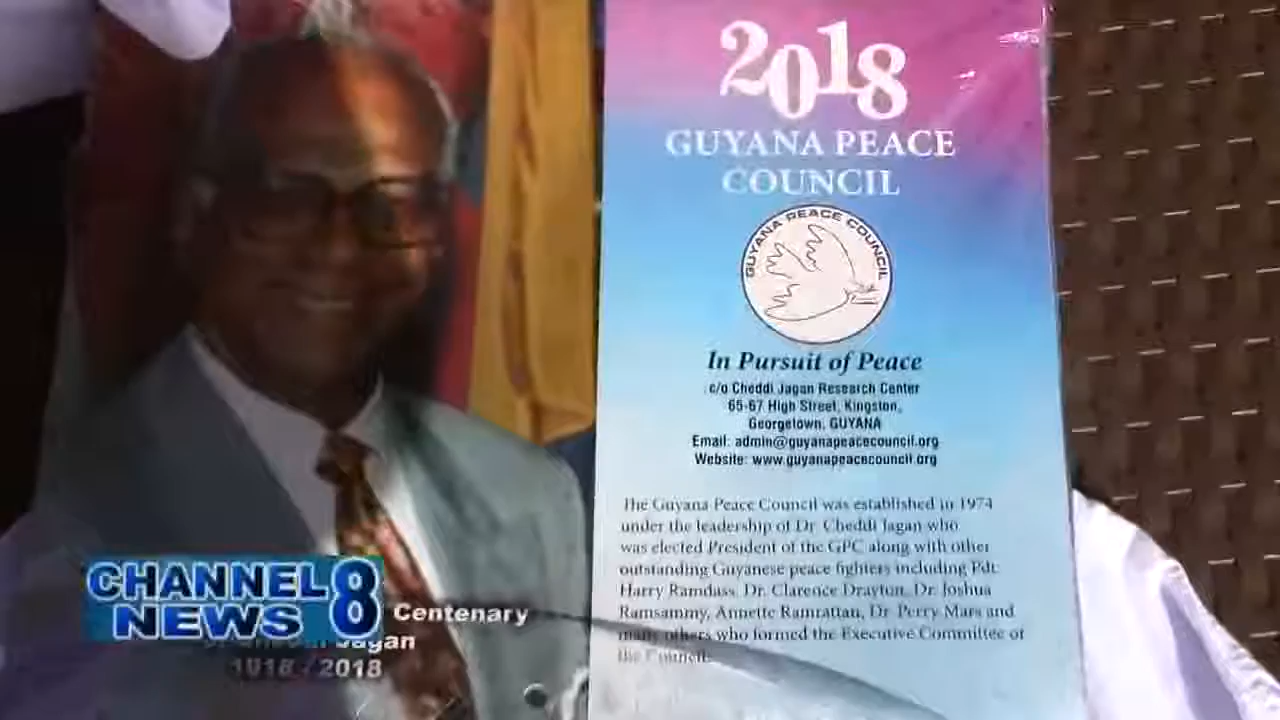 2018
GUYANA PEACE
COUNCIL
GUYANA PEACE COUNCIL
In Pursuit of Peace
c/o Cheddi Jagan Research Center
65-67 High Street, Kingston,
Georgetown, GUYANA
Email: admin@guyanapeacecouncil.org
Website: www.guyanapeacecouncil.org
The Guyana Peace Council was established in 1974
under the leadership of Dr. Cheddi Jagan who
was elected President of the GPC along with other
outstanding Guyanese peace fighters including Pdt.
Harry Ramdass, Dr. Clarence Drayton, Dr. Joshua
Ramsammy, Annette Ramrattan, Dr. Perry Mars and
many others who formed the Executive Committee of
the Council.
CHANNEL 8
NEWS
Centenary
Jagan
1918 - 2018